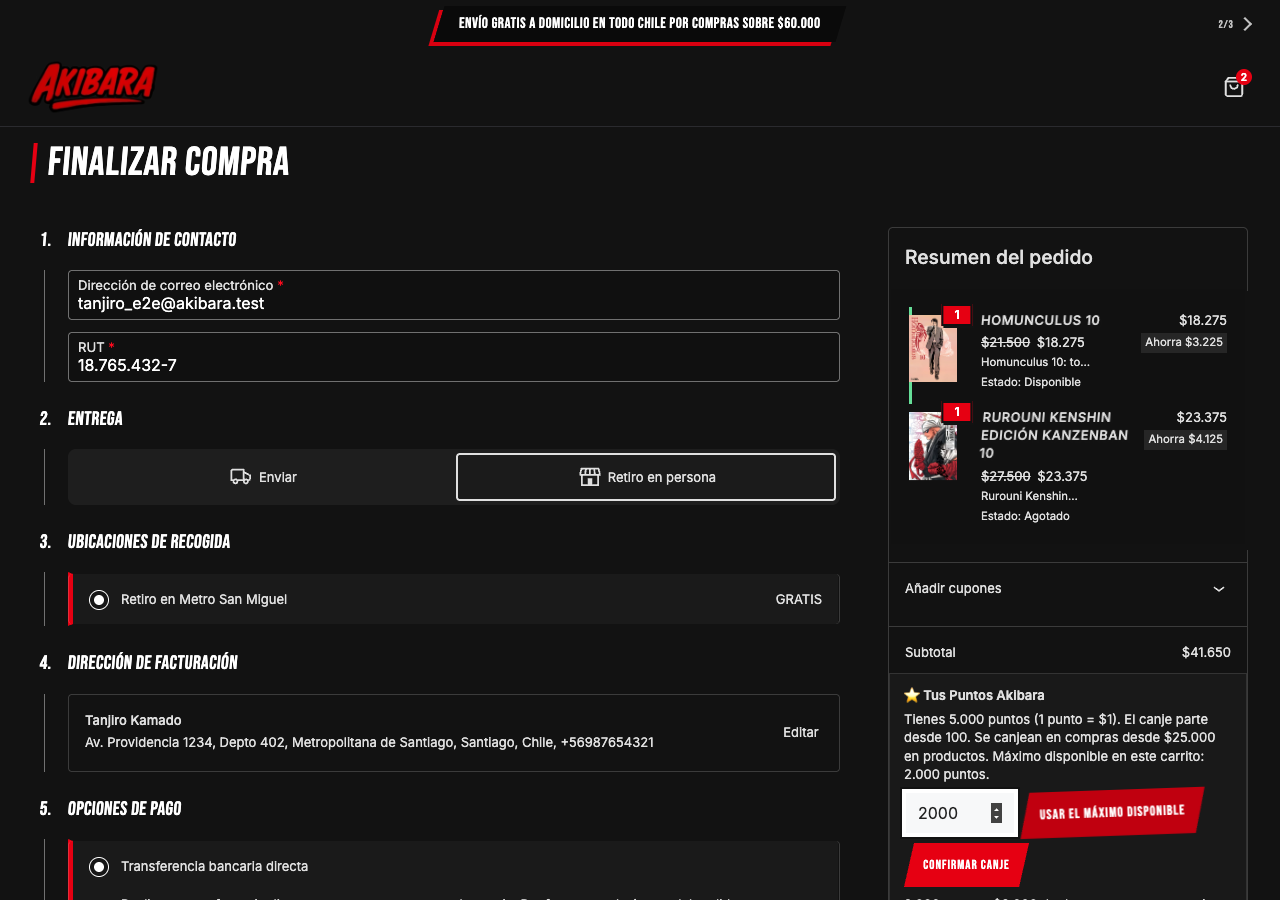 ENVÍO GRATIS A DOMICILIO EN TODO CHILE POR COMPRAS SOBRE $60.000
2/3
AKIBARA
2
FINALIZAR COMPRA
1. INFORMACIÓN DE CONTACTO
Dirección de correo electrónico *
tanjiro_e2e@akibara.test
RUT *
18.765.432-7
2. ENTREGA
Enviar
Retiro en persona
3. UBICACIONES DE RECOGIDA
Retiro en Metro San Miguel GRATIS
4. DIRECCIÓN DE FACTURACIÓN
Tanjiro Kamado
Av. Providencia 1234, Depto 402, Metropolitana de Santiago, Santiago, Chile, +56987654321
Editar
5. OPCIONES DE PAGO
Transferencia bancaria directa
Resumen del pedido
1
HOMUNCULUS 10 $18.275
$21.500 $18.275 Ahorra $3.225
Homunculus 10: to...
Estado: Disponible
1
RUROUNI KENSHIN $23.375
EDICIÓN KANZENBAN Ahorra $4.125
10
$27.500 $23.375
Rurouni Kenshin...
Estado: Agotado
Añadir cupones
Subtotal $41.650
Tus Puntos Akibara
Tienes 5.000 puntos (1 punto = $1). El canje parte
desde 100. Se canjean en compras desde $25.000
en productos. Máximo disponible en este carrito:
2.000 puntos.
2000
USAR EL MÁXIMO DISPONIBLE
CONFIRMAR CANJE